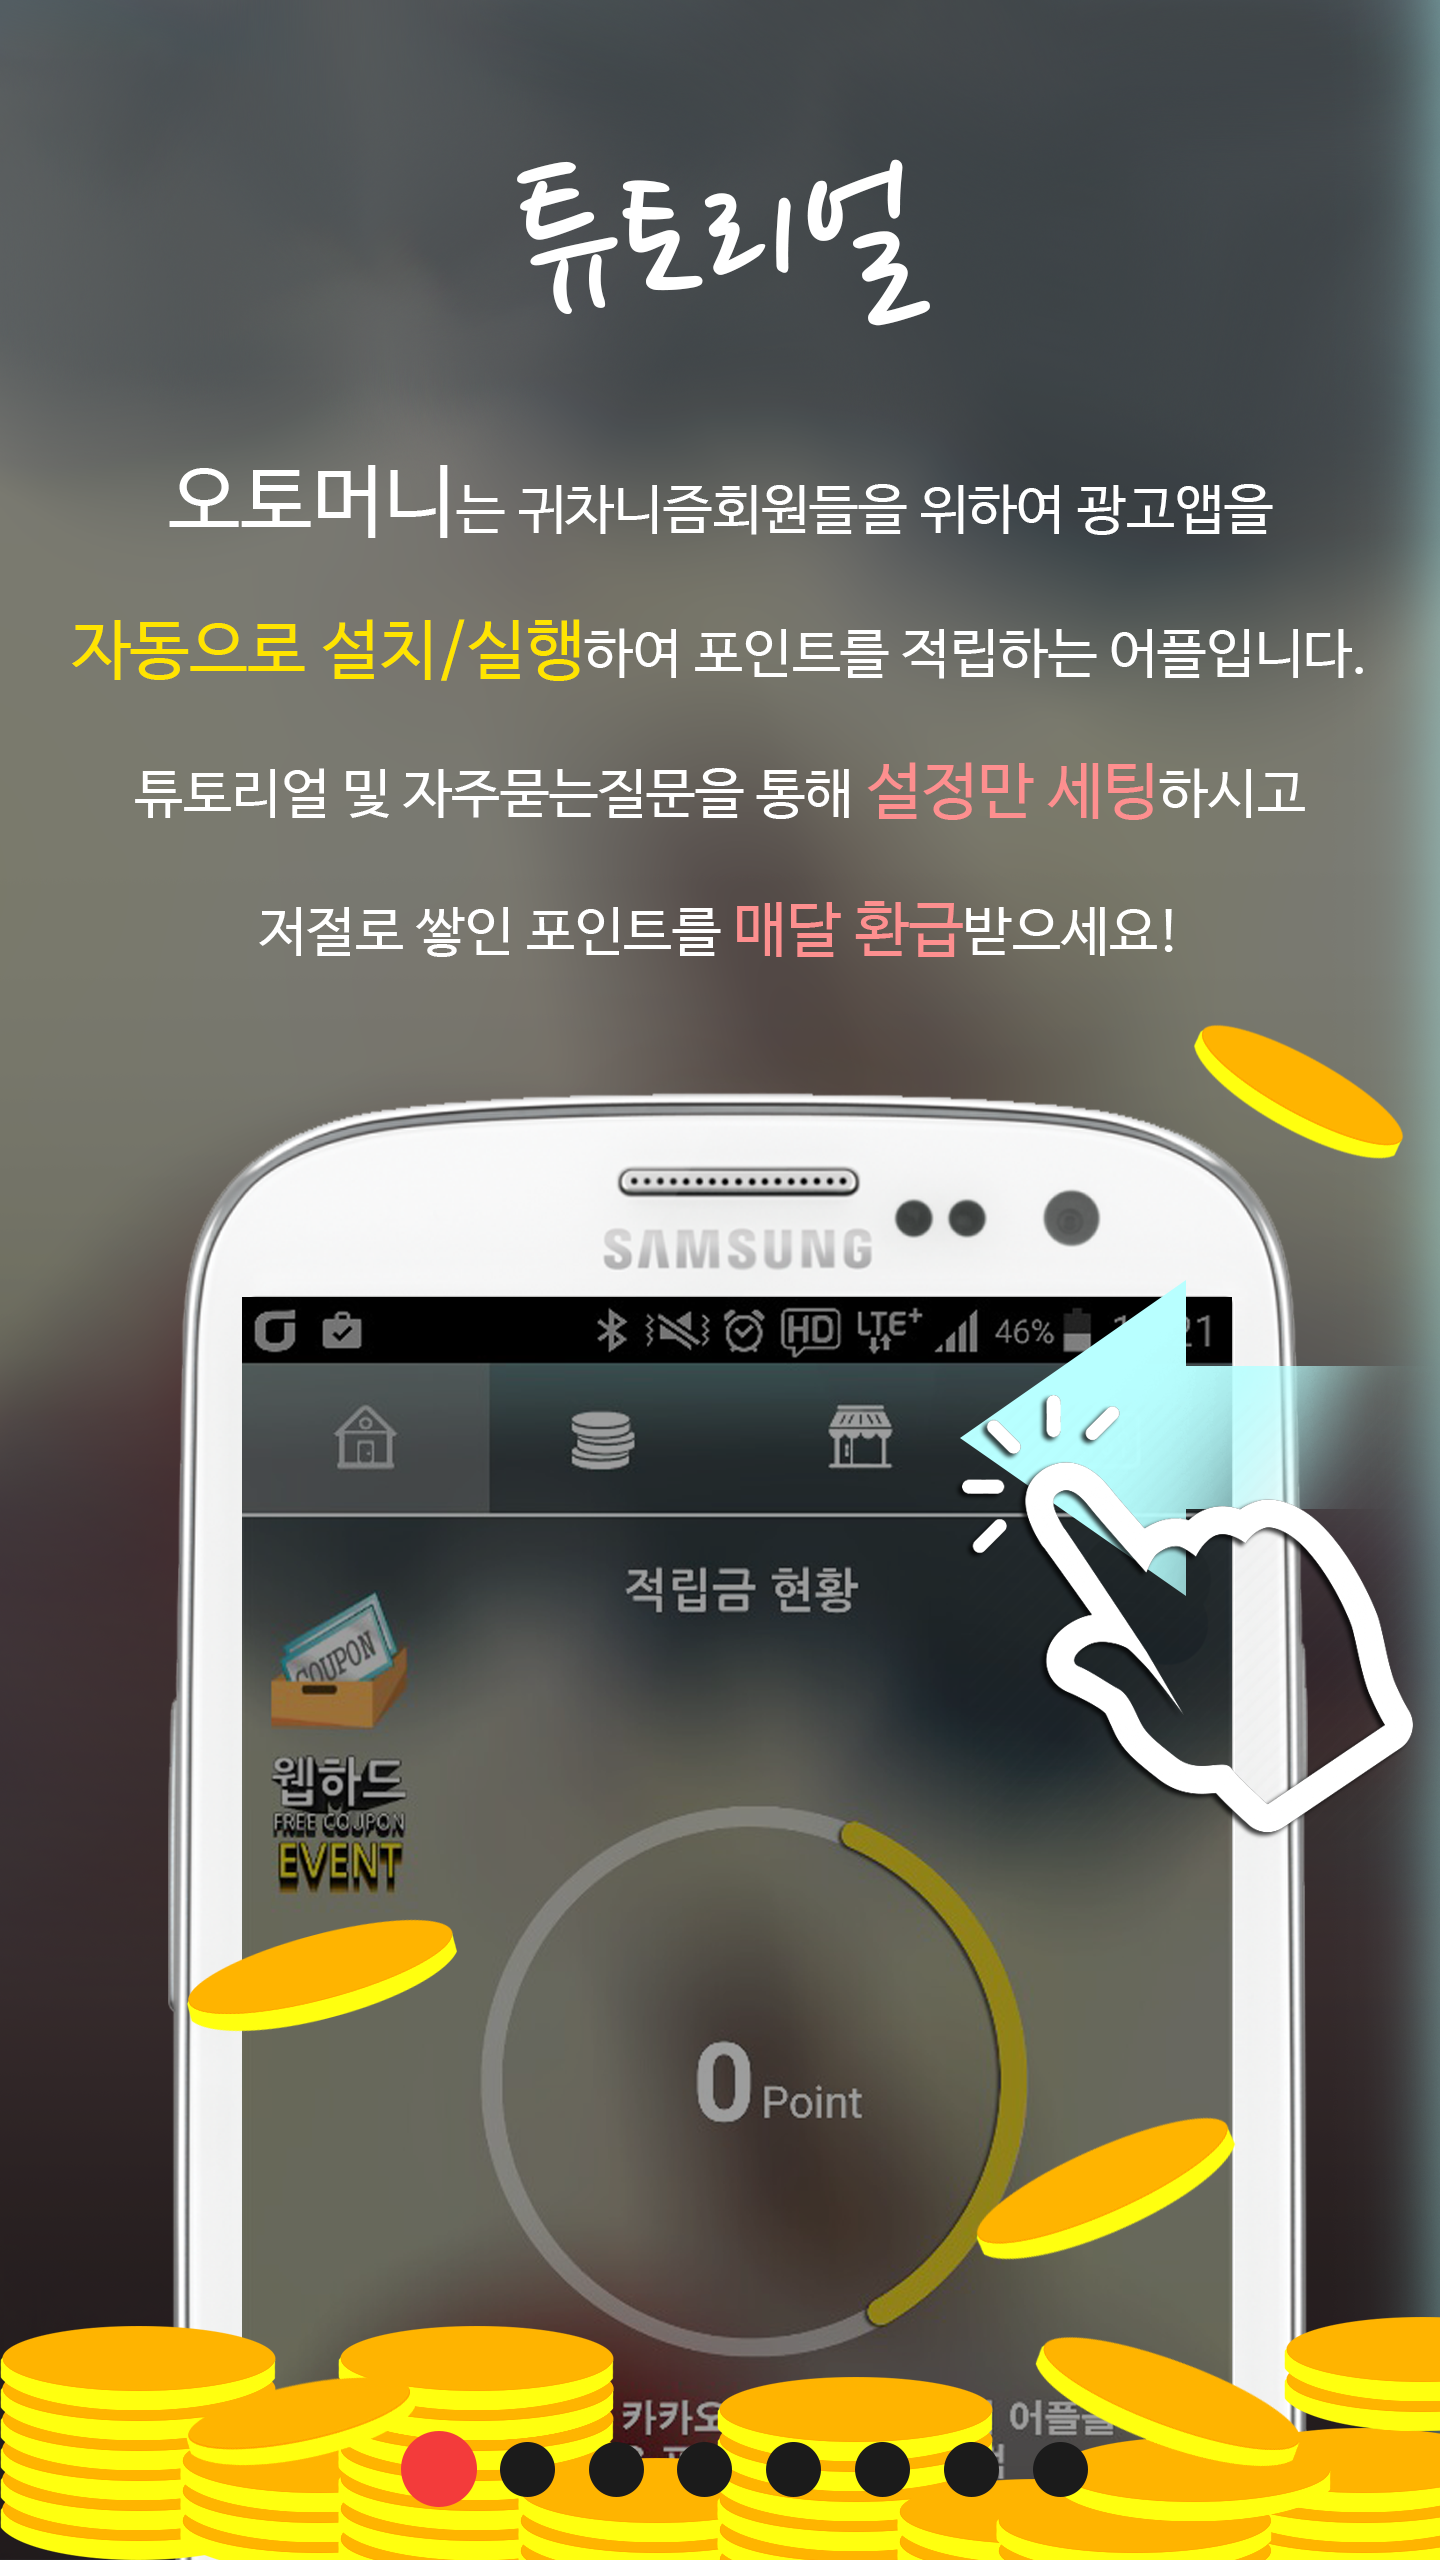 튜토리얼
오토머니는 귀차니즘회원들을 위하여 광고앱을
자동으로 설치/실행하여 포인트를 적립하는 어플입니다.
튜토리얼 및 자주묻는질문을 통해 설정만 세팅하시고
저절로 쌓인 포인트를 매달 환급받으세요!
SAMSUNG
HD LTE+ 46%
적립금 현황
COUPON
웹하드
FREE COUPON
EVENT
0 Point
카카오 어플을